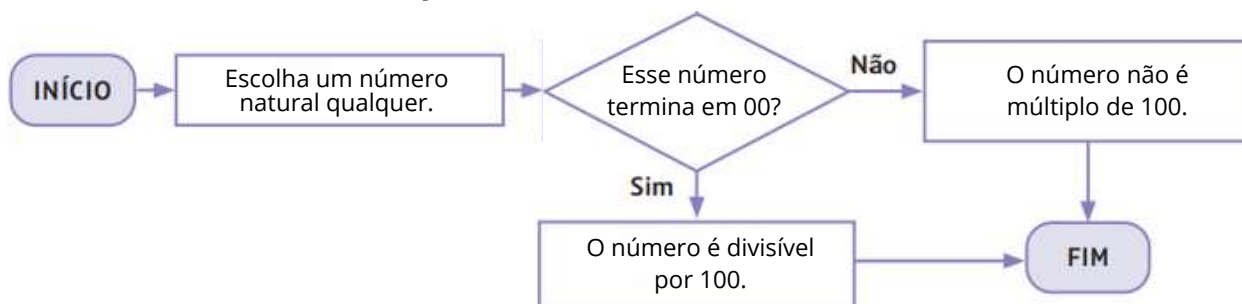 INÍCIO
Escolha um número
natural qualquer.
Esse número
termina em 00?
Não
O número não é
múltiplo de 100.
Sim
O número é divisível
por 100.
FIM